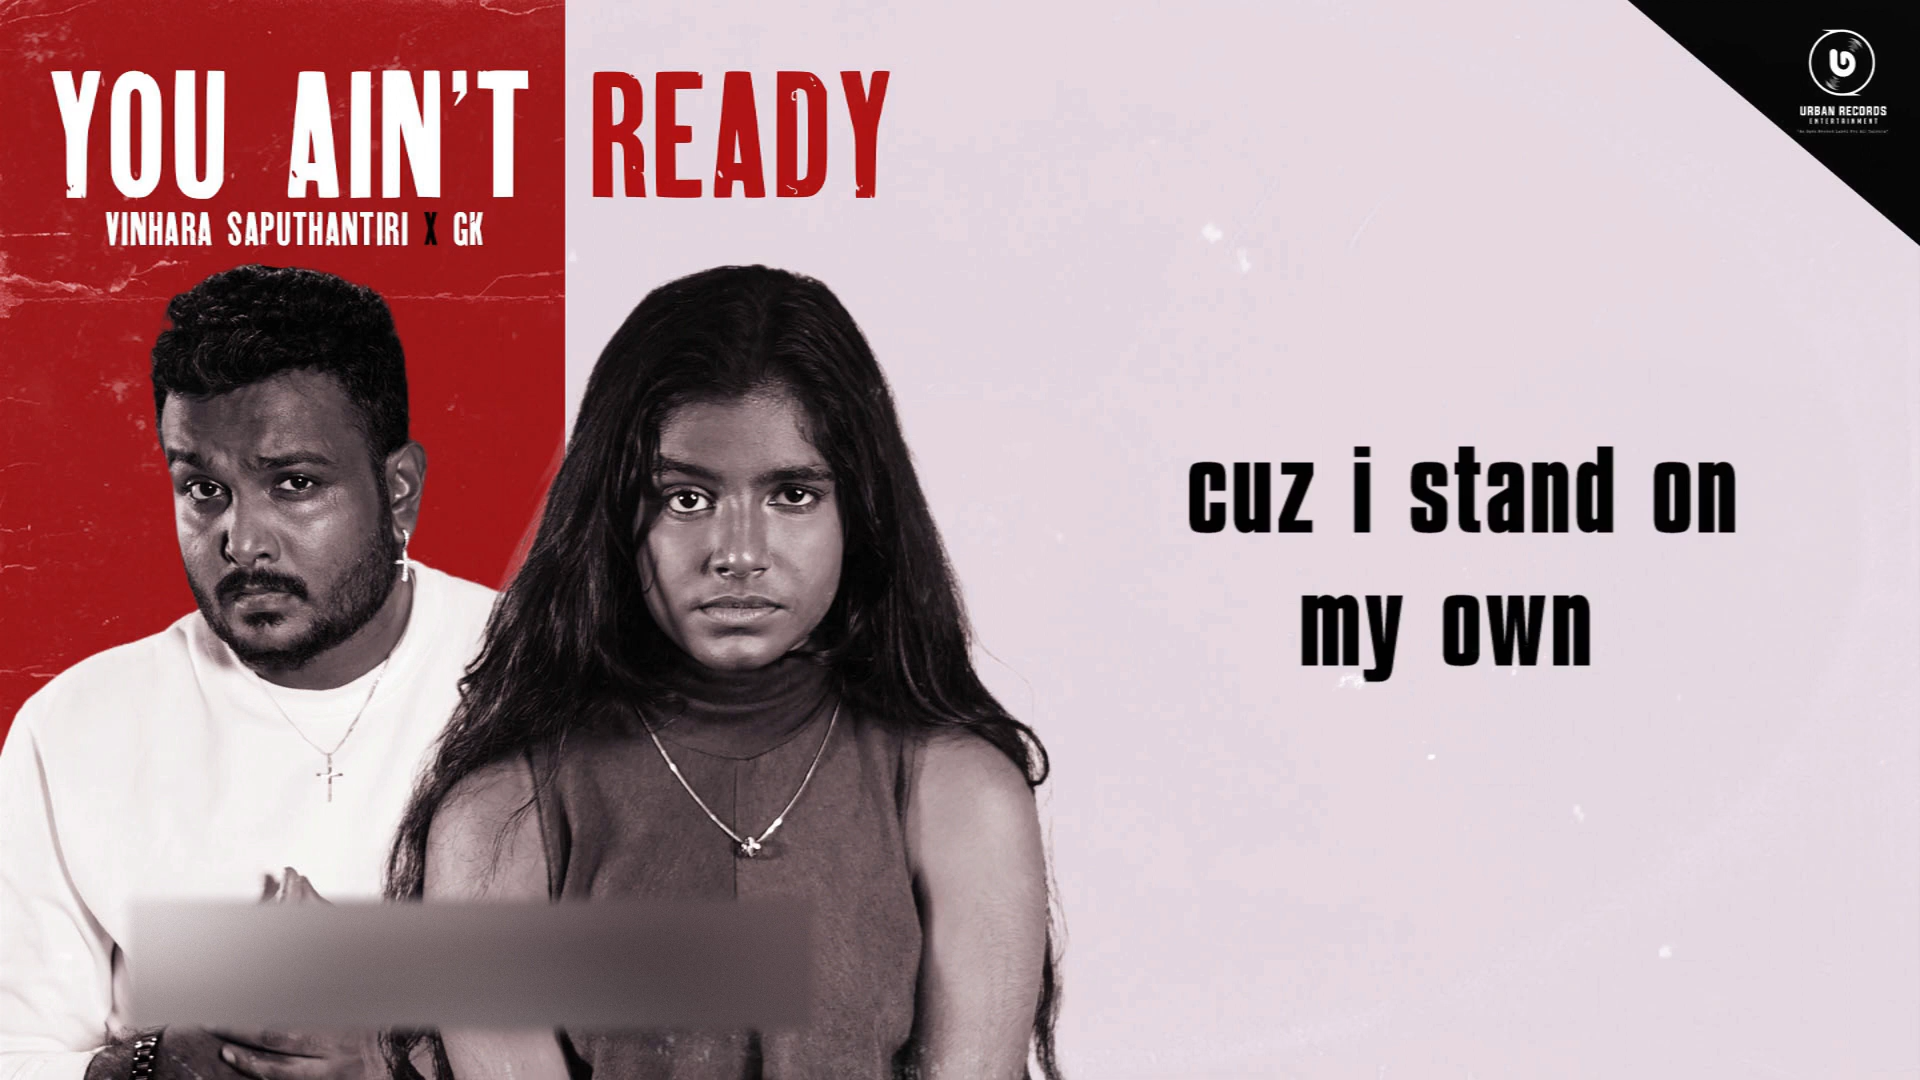 YOU AIN'T READY
VINHARA SAPUTHANTIRI X GK
URBAN RECORDS
ENTERTAINMENT
cuz i stand on
my own